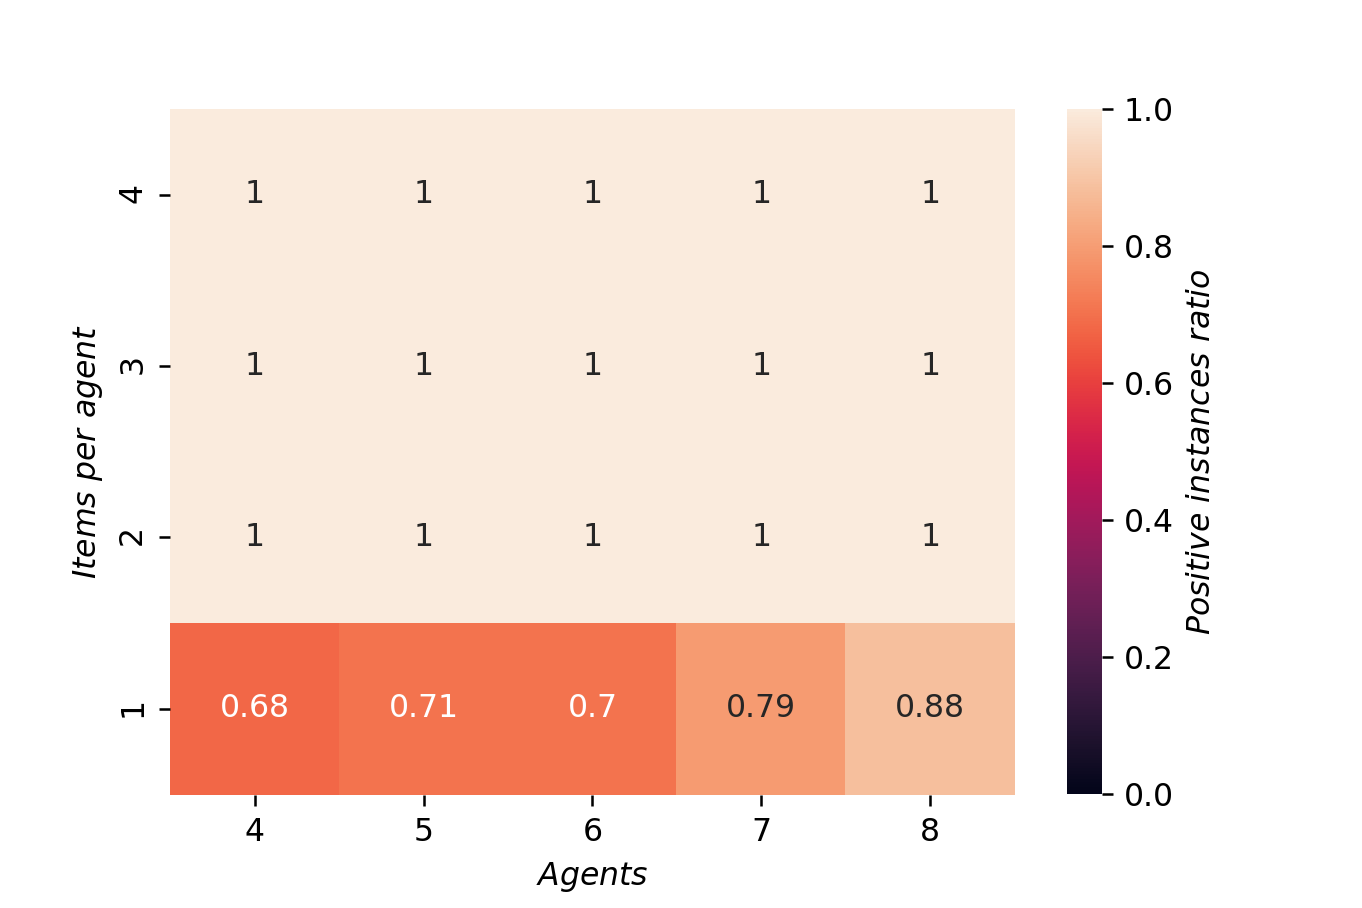 1.0
4 1 1 1 1 1
0.8
3 1 1 1 1 1
0.6
Items per agent
Positive instances ratio
2 1 1 1 1 1
0.4
0.2
1 0.68 0.71 0.7 0.79 0.88
0.0
4 5 6 7 8
Agents